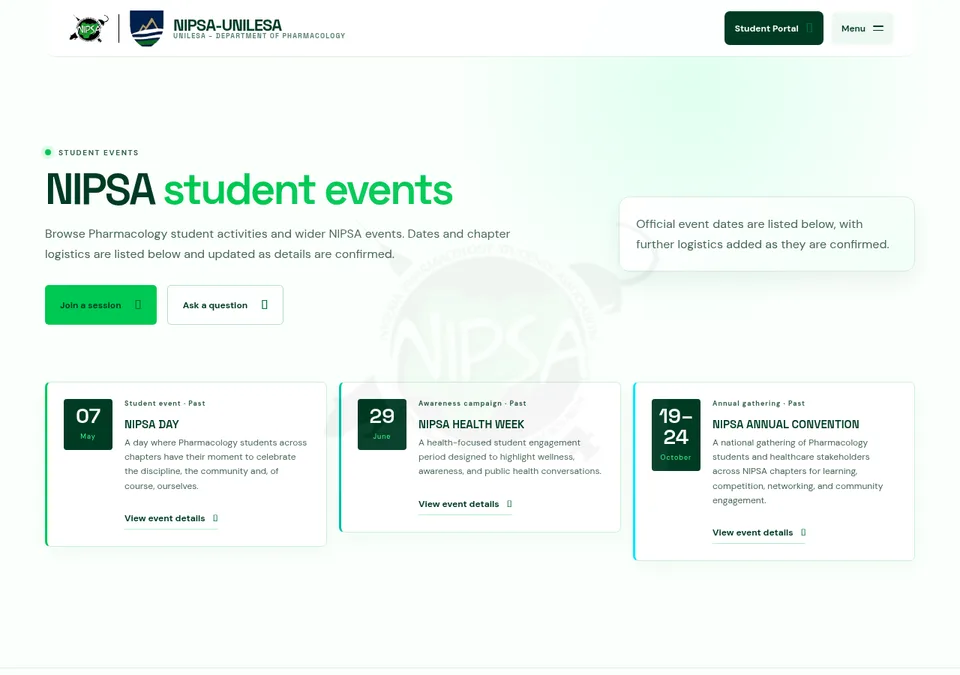 NIPSA
NIPSA-UNILESA
UNILESA - DEPARTMENT OF PHARMACOLOGY
Student Portal
Menu
STUDENT EVENTS
NIPSA student events
Browse Pharmacology student activities and wider NIPSA events. Dates and chapter
logistics are listed below and updated as details are confirmed.
Join a session
Ask a question
Official event dates are listed below, with
further logistics added as they are confirmed.
NIPSA
07
May
Student event · Past
NIPSA DAY
A day where Pharmacology students across
chapters have their moment to celebrate
the discipline, the community and, of
course, ourselves.
View event details
29
June
Awareness campaign · Past
NIPSA HEALTH WEEK
A health-focused student engagement
period designed to highlight wellness,
awareness, and public health conversations.
View event details
19–
24
October
Annual gathering · Past
NIPSA ANNUAL CONVENTION
A national gathering of Pharmacology
students and healthcare stakeholders
across NIPSA chapters for learning,
competition, networking, and community
engagement.
View event details